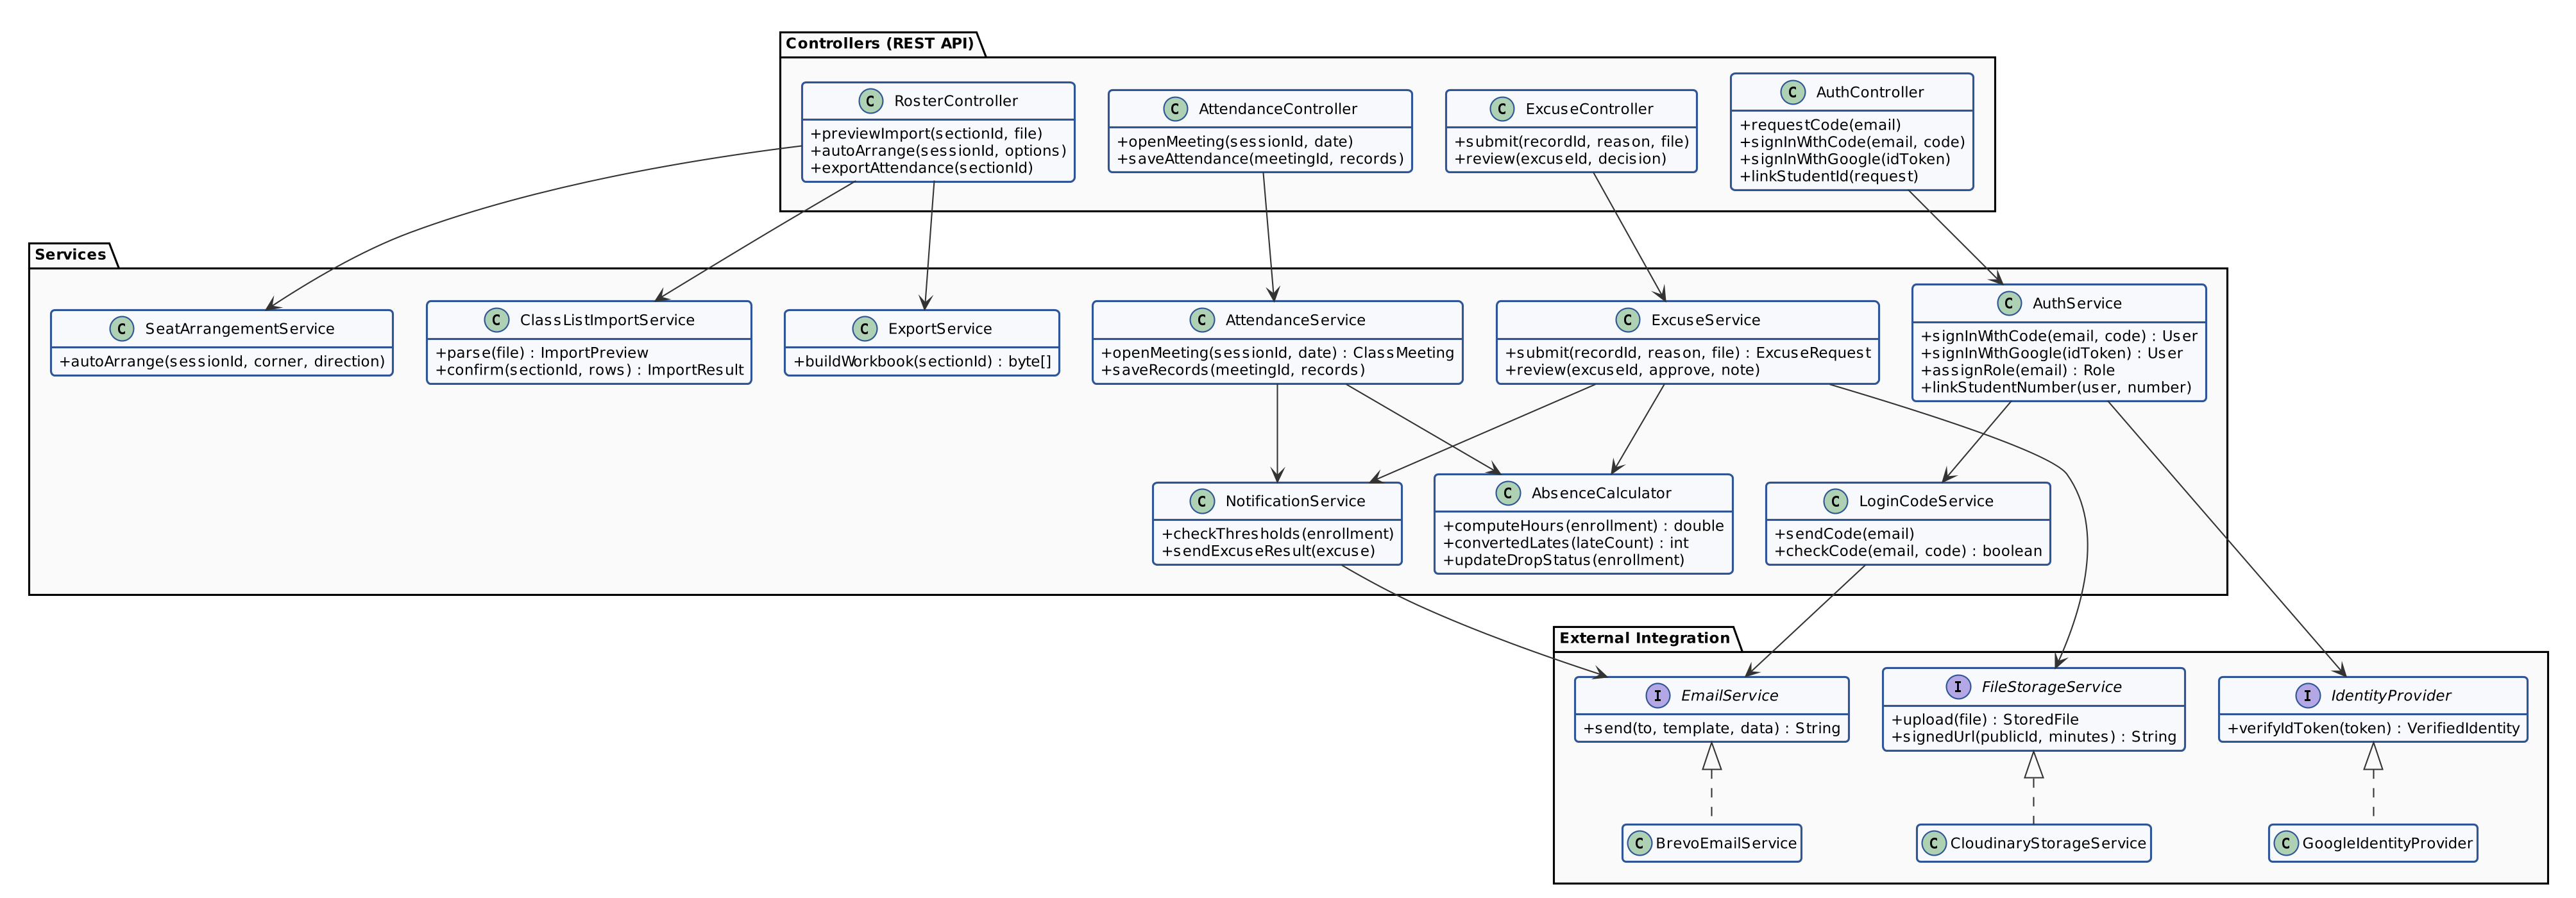 Controllers (REST API)
C RosterController
+previewImport(sectionId, file)
+autoArrange(sessionId, options)
+exportAttendance(sectionId)
C AttendanceController
+openMeeting(sessionId, date)
+saveAttendance(meetingId, records)
C ExcuseController
+submit(recordId, reason, file)
+review(excuseId, decision)
C AuthController
+requestCode(email)
+signInWithCode(email, code)
+signInWithGoogle(idToken)
+linkStudentId(request)
Services
C SeatArrangementService
+autoArrange(sessionId, corner, direction)
C ClassListImportService
+parse(file) : ImportPreview
+confirm(sectionId, rows) : ImportResult
C ExportService
+buildWorkbook(sectionId) : byte[]
C AttendanceService
+openMeeting(sessionId, date) : ClassMeeting
+saveRecords(meetingId, records)
C ExcuseService
+submit(recordId, reason, file) : ExcuseRequest
+review(excuseId, approve, note)
C AuthService
+signInWithCode(email, code) : User
+signInWithGoogle(idToken) : User
+assignRole(email) : Role
+linkStudentNumber(user, number)
C NotificationService
+checkThresholds(enrollment)
+sendExcuseResult(excuse)
C AbsenceCalculator
+computeHours(enrollment) : double
+convertedLates(lateCount) : int
+updateDropStatus(enrollment)
C LoginCodeService
+sendCode(email)
+checkCode(email, code) : boolean
External Integration
I EmailService
+send(to, template, data) : String
I FileStorageService
+upload(file) : StoredFile
+signedUrl(publicId, minutes) : String
I IdentityProvider
+verifyIdToken(token) : VerifiedIdentity
C BrevoEmailService
C CloudinaryStorageService
C GoogleIdentityProvider